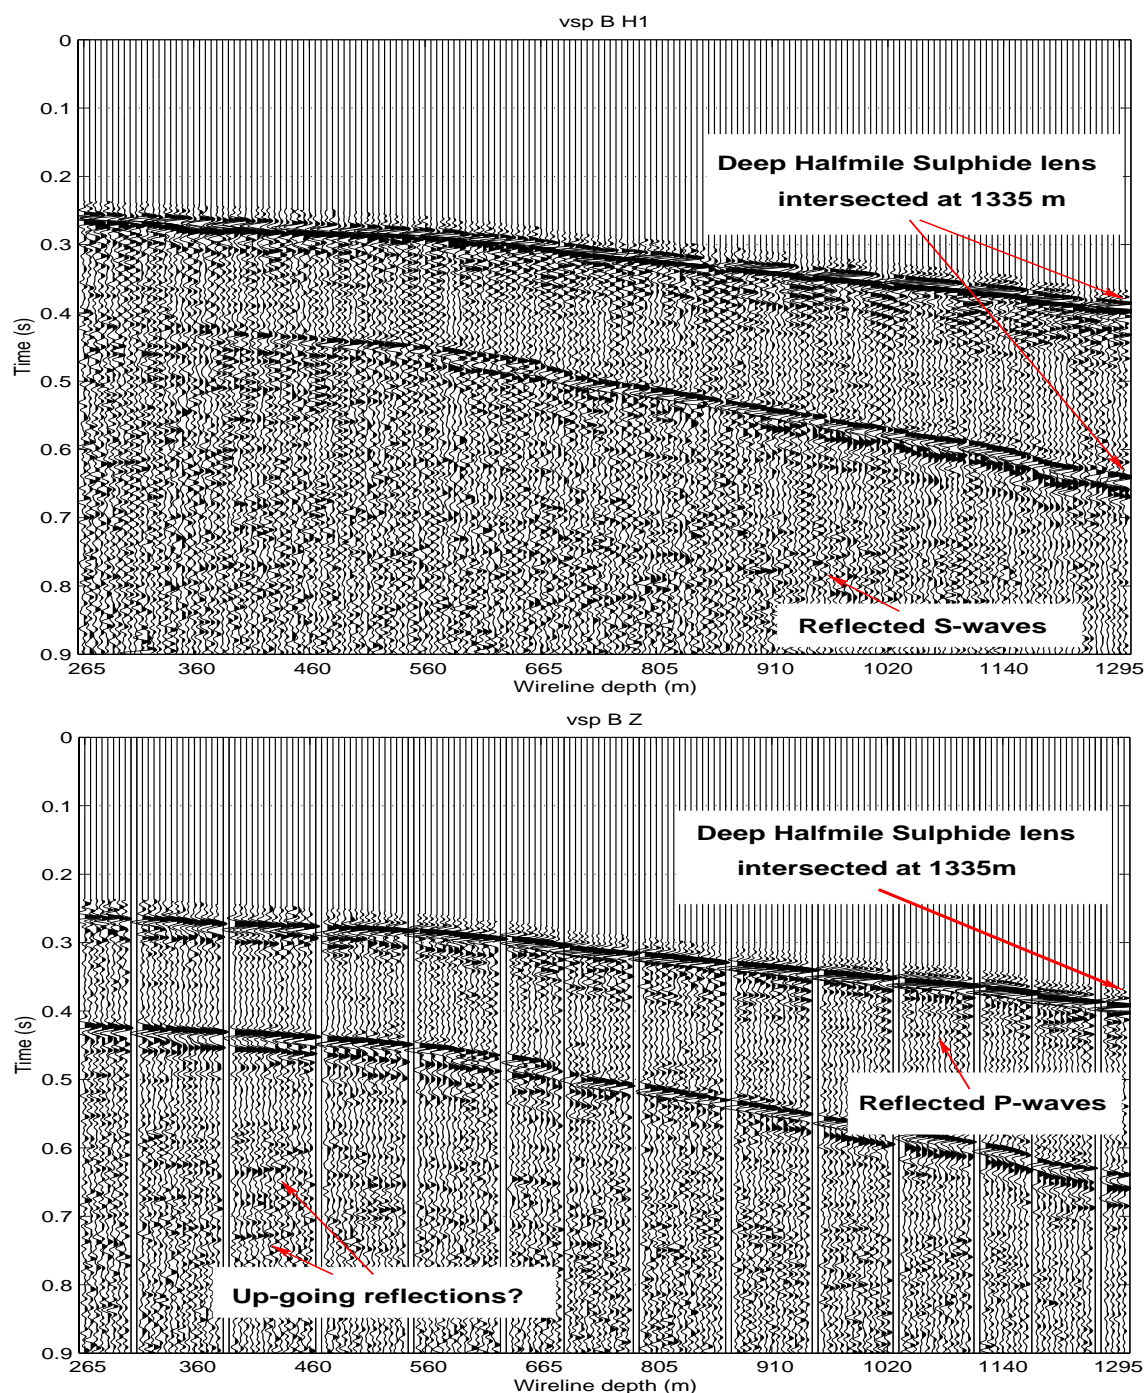 vsp B H1
0
0.1
Deep Halfmile Sulphide lens
0.2
intersected at 1335 m
0.3
0.4
Time (s)
0.5
0.6
0.7
0.8
Reflected S-waves
0.9
265 360 460 560 665 805 910 1020 1140 1295
Wireline depth (m)
vsp B Z
0
0.1
Deep Halfmile Sulphide lens
intersected at 1335m
0.2
0.3
0.4
Time (s)
0.5
Reflected P-waves
0.6
0.7
0.8
Up-going reflections?
0.9
265 360 460 560 665 805 910 1020 1140 1295
Wireline depth (m)